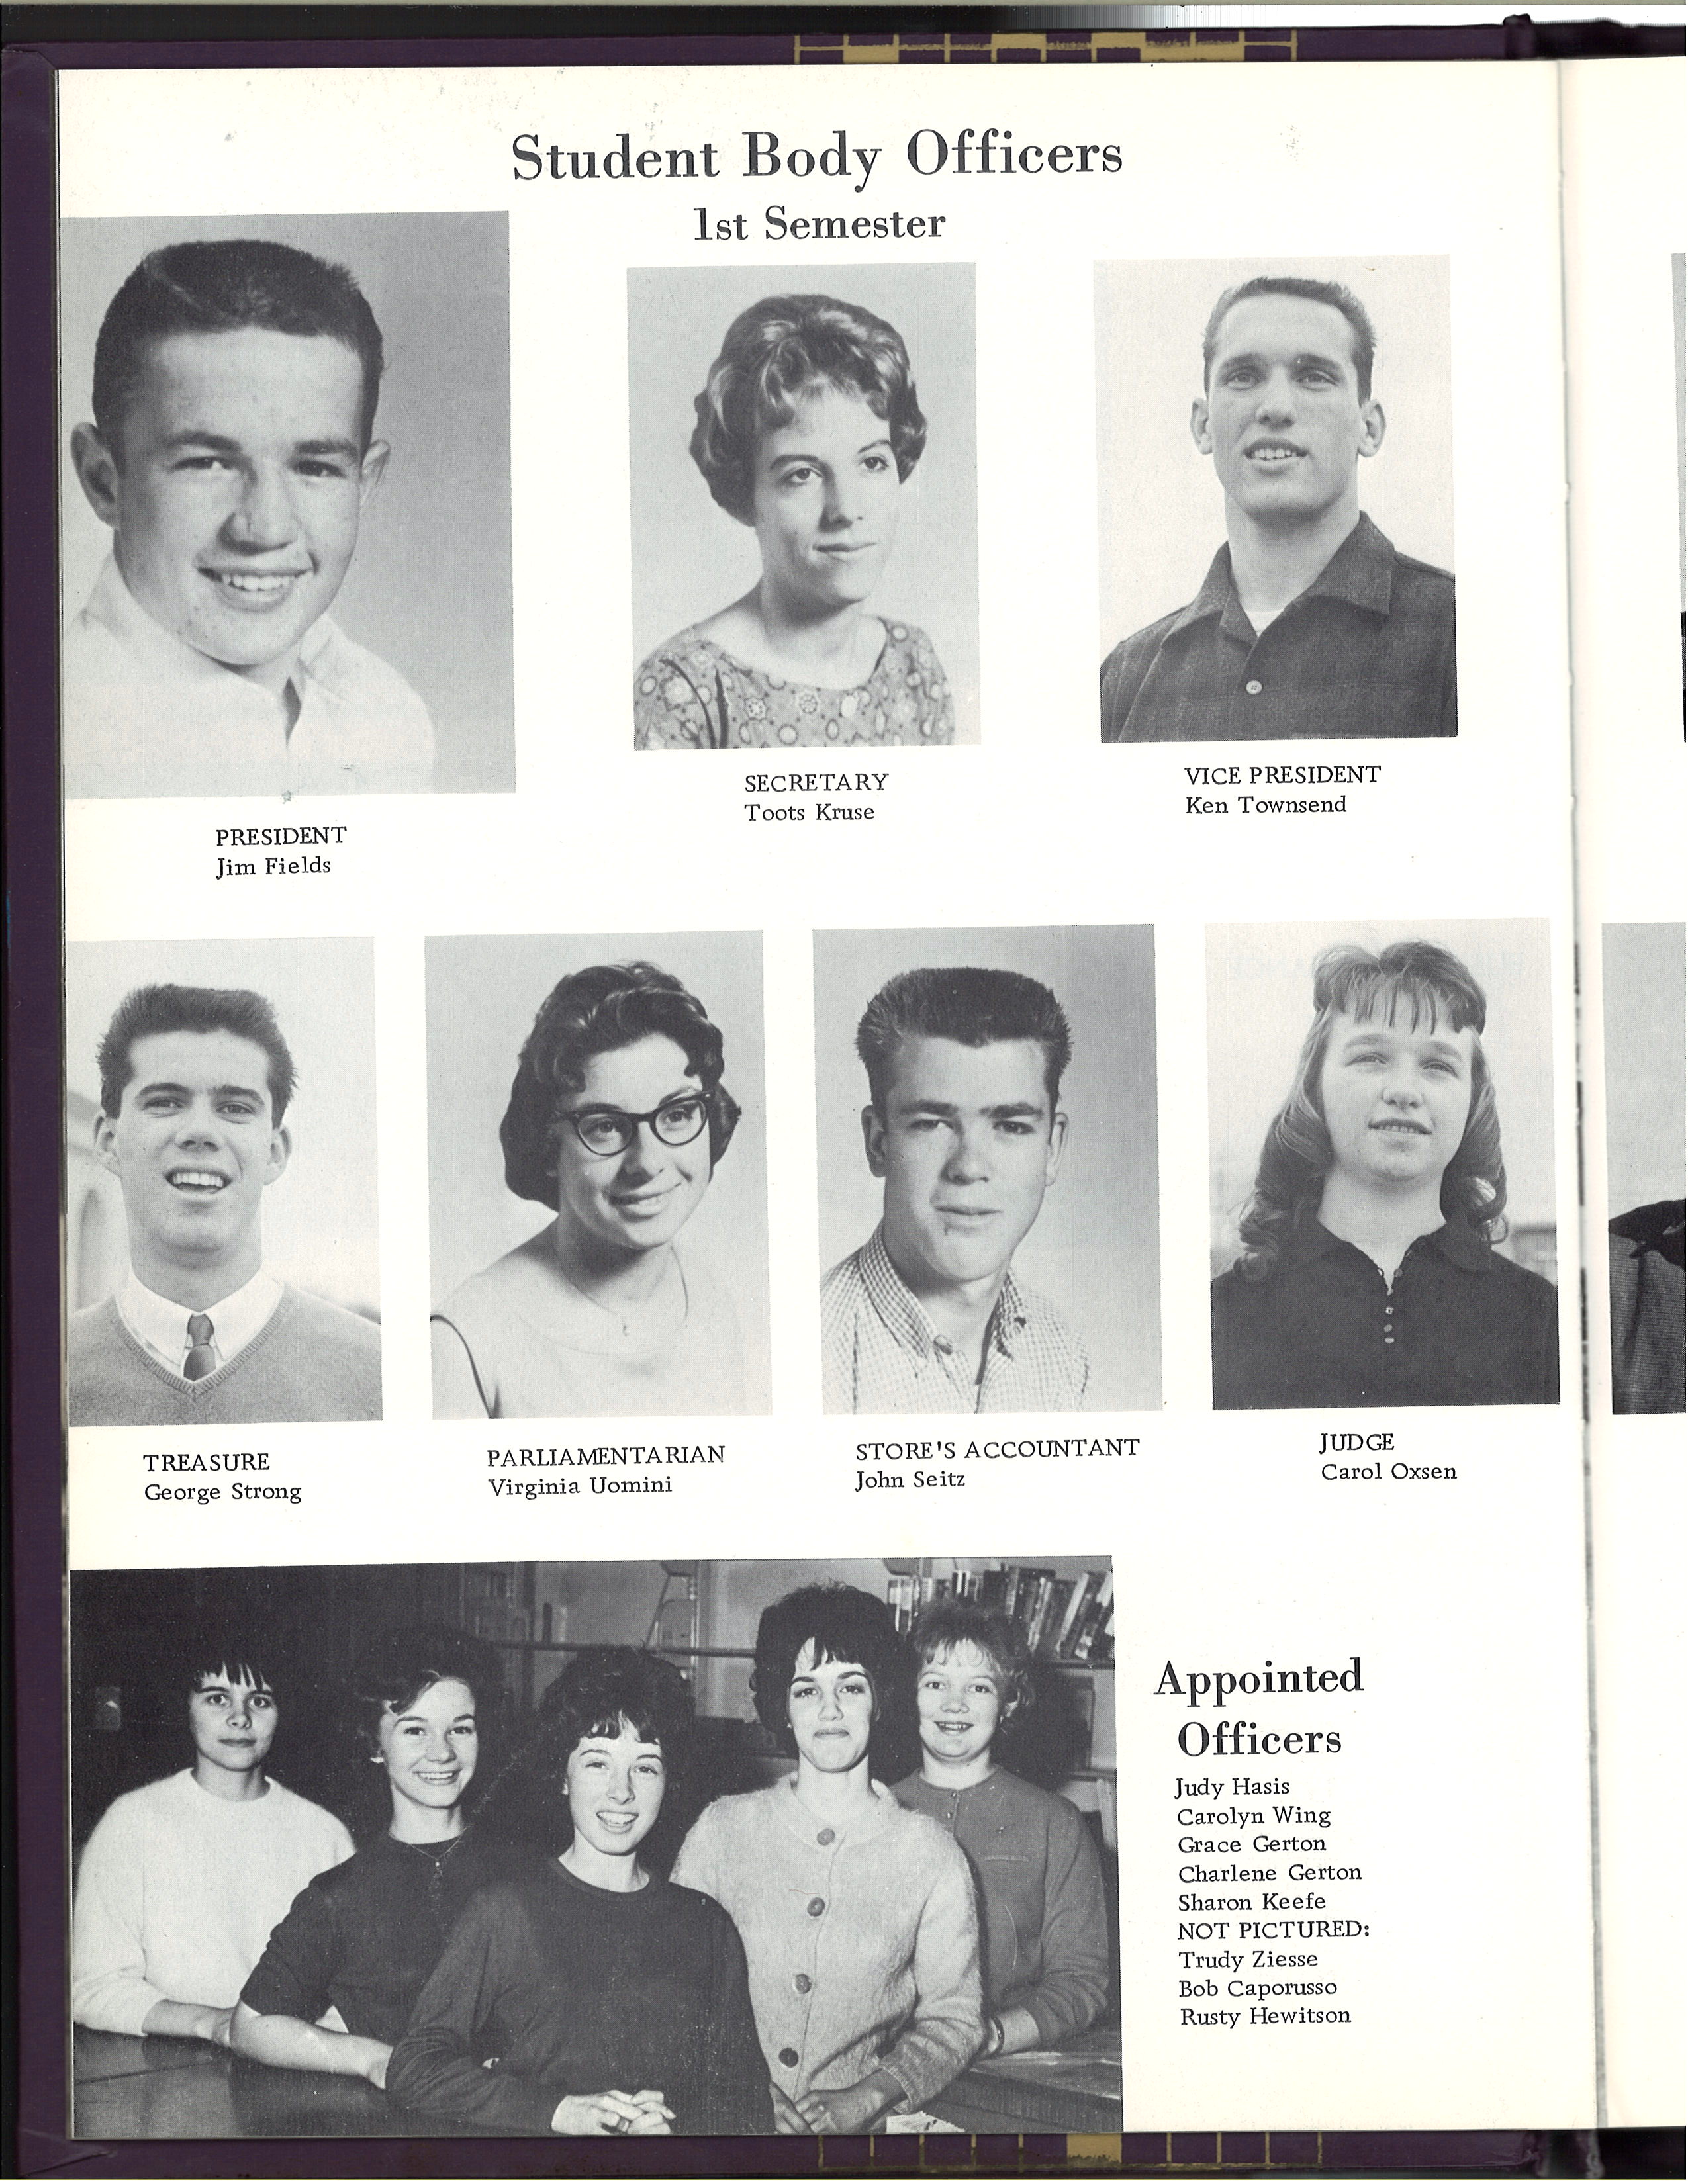 Student Body Officers
1st Semester
PRESIDENT
Jim Fields
SECRETARY
Toots Kruse
VICE PRESIDENT
Ken Townsend
TREASURE
George Strong
PARLIAMENTARIAN
Virginia Uomini
STORE'S ACCOUNTANT
John Seitz
JUDGE
Carol Oxsen
Appointed
Officers
Judy Hasis
Carolyn Wing
Grace Gerton
Charlene Gerton
Sharon Keefe
NOT PICTURED:
Trudy Ziesse
Bob Caporusso
Rusty Hewitson